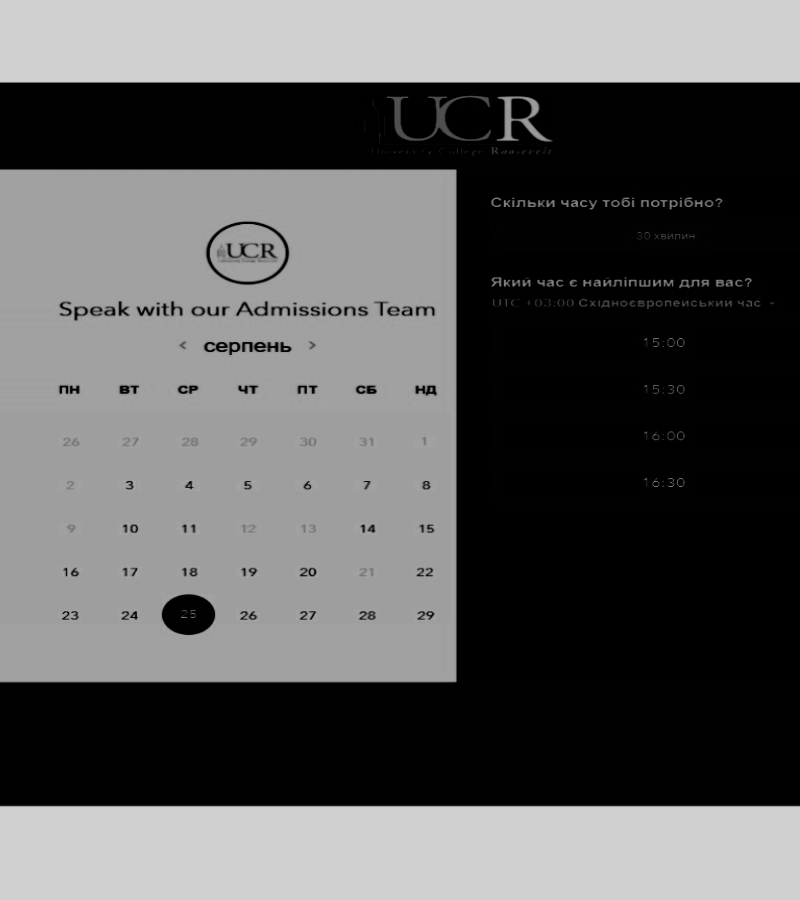 UCR
University College Roosevelt
UCR
Speak with our Admissions Team
< серпень >
ПН ВТ СР ЧТ ПТ СБ НД
26 27 28 29 30 31 1
2 3 4 5 6 7 8
9 10 11 12 13 14 15
16 17 18 19 20 21 22
23 24 25 26 27 28 29
Скільки часу тобі потрібно?
30 хвилин
Який час є найліпшим для вас?
UTC +03:00 Східноєвропейський час
15:00
15:30
16:00
16:30